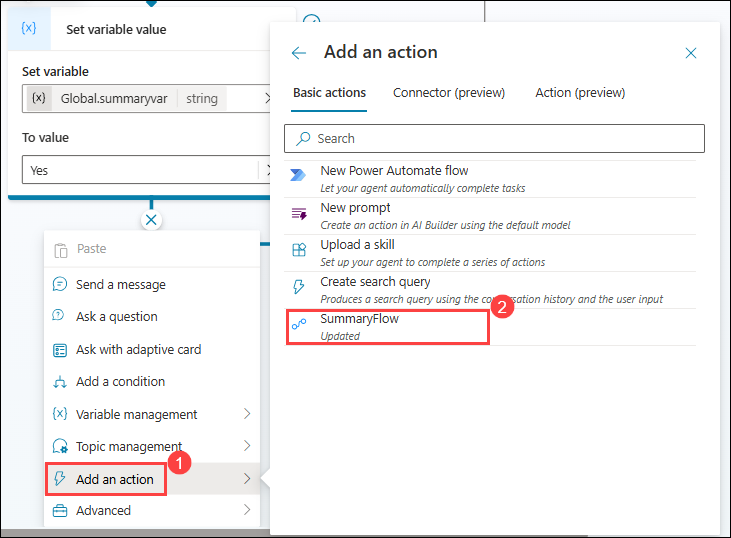 {x}
Set variable value
Set variable
{x} Global.summaryvar string
To value
Yes
Paste
Send a message
Ask a question
Ask with adaptive card
Add a condition
{x} Variable management
Topic management
1
Add an action
Advanced
Add an action
Basic actions Connector (preview) Action (preview)
Search
New Power Automate flow
Let your agent automatically complete tasks
New prompt
Create an action in AI Builder using the default model
Upload a skill
Set up your agent to complete a series of actions
Create search query
Produces a search query using the conversation history and the user input
2
SummaryFlow
Updated